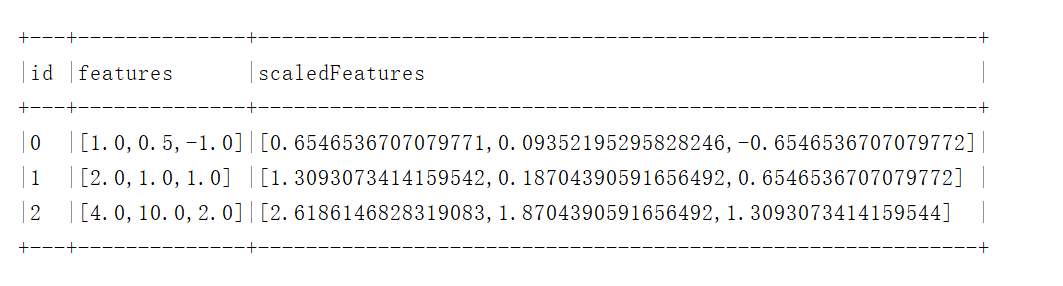 +----+--------------+----------------------------------------------------------+
|id |features |scaledFeatures |
+----+--------------+----------------------------------------------------------+
|0 |[1.0,0.5,-1.0]|[0.6546536707079771,0.09352195295828246,-0.6546536707079772]|
|1 |[2.0,1.0,1.0] |[1.3093073414159542,0.18704390591656492,0.6546536707079772] |
|2 |[4.0,10.0,2.0]|[2.6186146828319083,1.8704390591656492,1.3093073414159544] |
+----+--------------+----------------------------------------------------------+